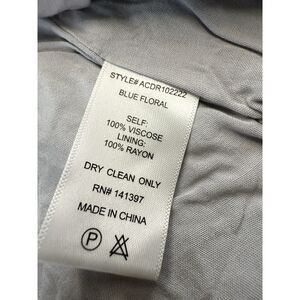 STYLE# ACDR102222
BLUE FLORAL
SELF:
100% VISCOSE
LINING:
100% RAYON
DRY CLEAN ONLY
RN# 141397
MADE IN CHINA
P